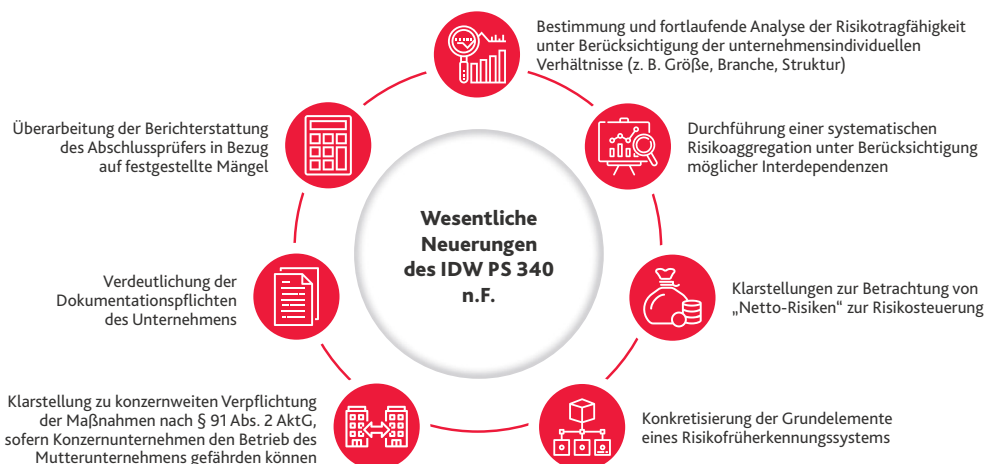 Bestimmung und fortlaufende Analyse der Risikotragfähigkeit
unter Berücksichtigung der unternehmensindividuellen
Verhältnisse (z. B. Größe, Branche, Struktur)
Durchführung einer systematischen
Risikoaggregation unter Berücksichtigung
möglicher Interdependenzen
Klarstellungen zur Betrachtung von
„Netto-Risiken“ zur Risikosteuerung
Konkretisierung der Grundelemente
eines Risikofrüherkennungssystems
Klarstellung zu konzernweiten Verpflichtung
der Maßnahmen nach § 91 Abs. 2 AktG,
sofern Konzernunternehmen den Betrieb des
Mutterunternehmens gefährden können
Verdeutlichung der
Dokumentationspflichten
des Unternehmens
Überarbeitung der Berichterstattung
des Abschlussprüfers in Bezug
auf festgestellte Mängel
Wesentliche
Neuerungen
des IDW PS 340
n.F.